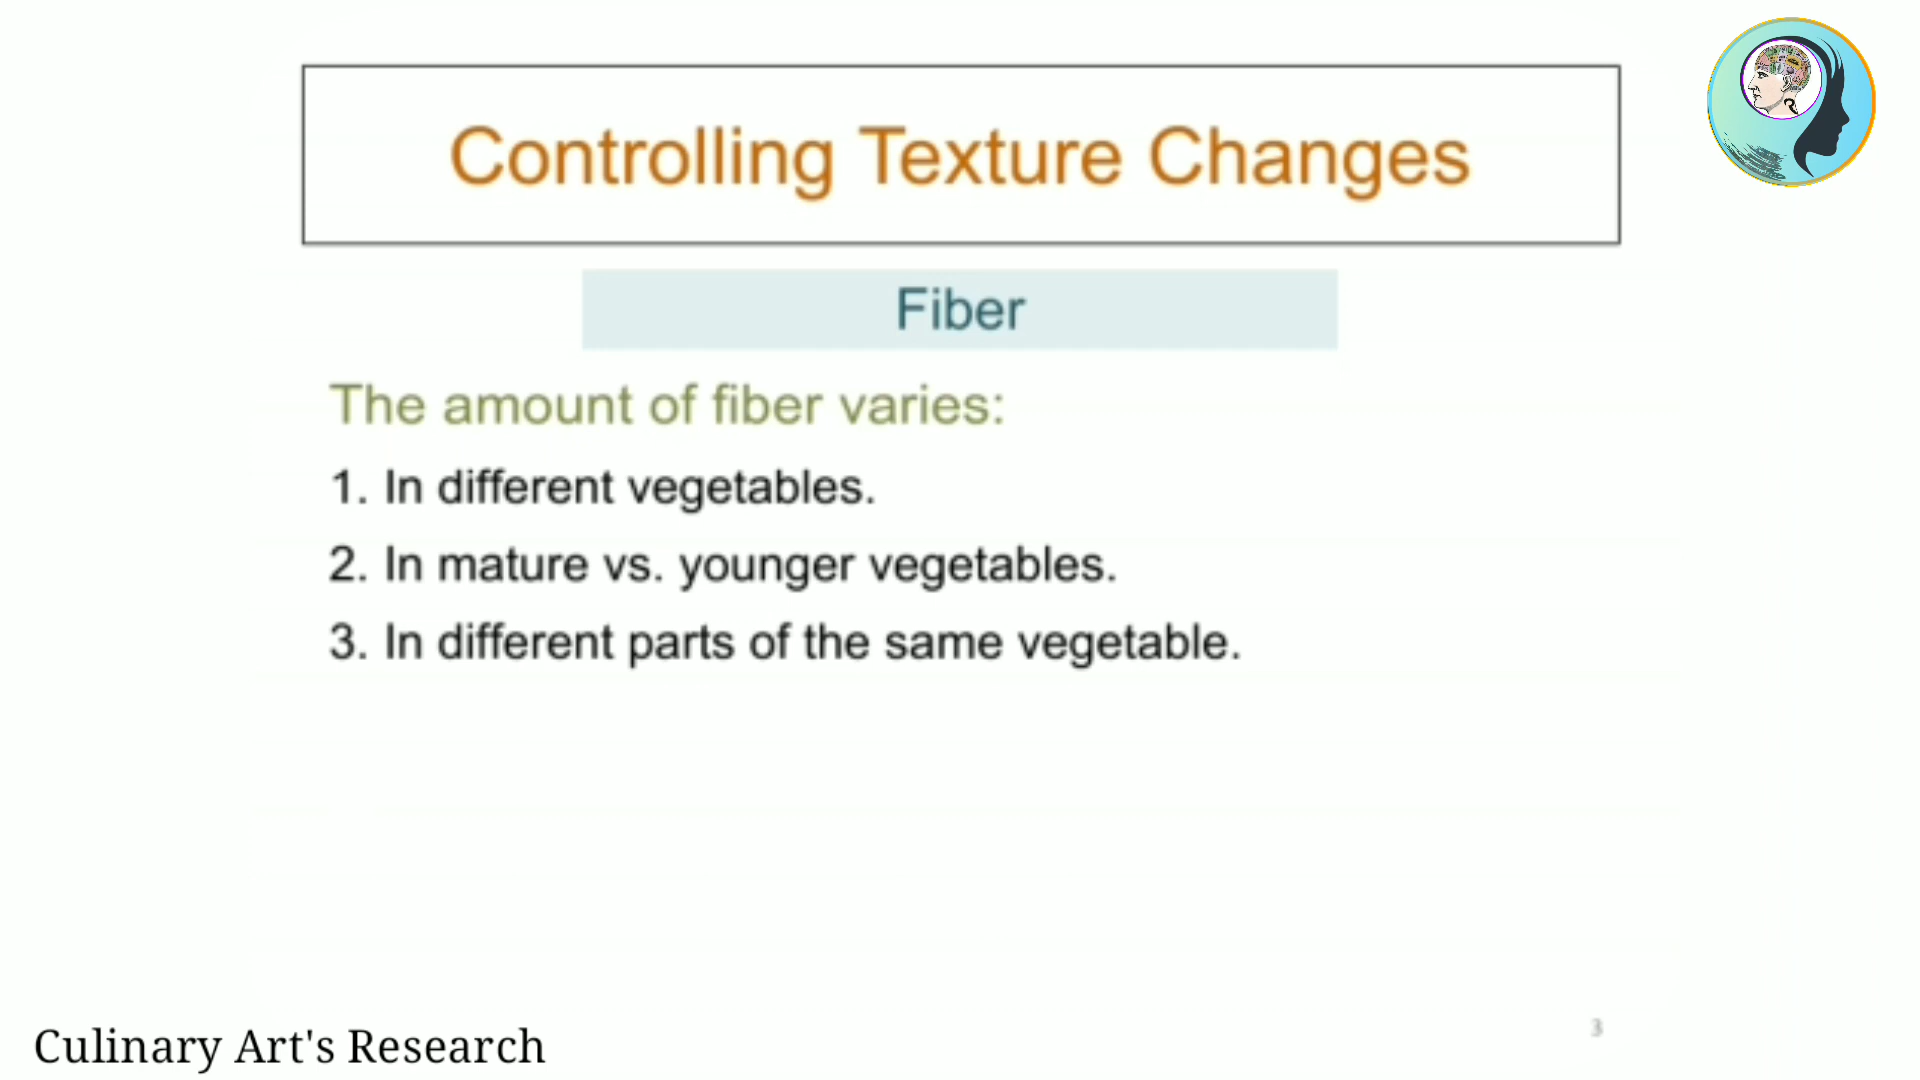 Controlling Texture Changes
Fiber
The amount of fiber varies:
1. In different vegetables.
2. In mature vs. younger vegetables.
3. In different parts of the same vegetable.
3
Culinary Art's Research